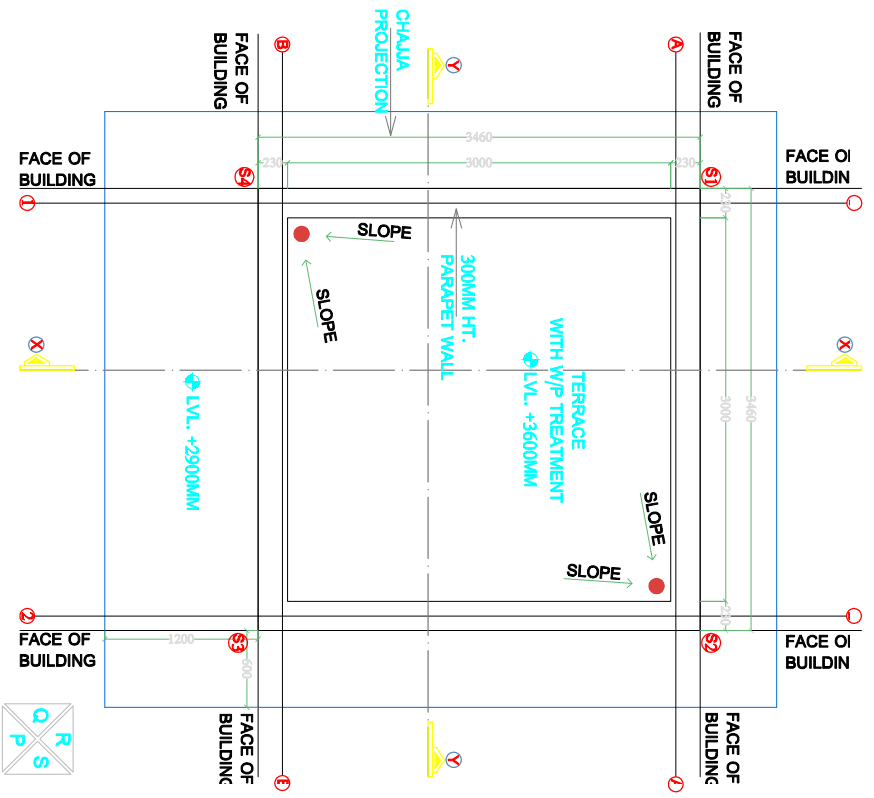 CHAJJA
PROJECTION
FACE OF
BUILDING
B
Y
A
FACE OF
BUILDING
3460
230
3000
230
FACE OF
BUILDING
S4
S1
FACE OF
BUILDIN
1
230
SLOPE
SLOPE
300MM HT.
PARAPET WALL
TERRACE
WITH W/P TREATMENT
LVL. +3600MM
X
X
LVL. +2900MM
3000
3460
SLOPE
SLOPE
230
2
FACE OF
BUILDING
1200
S3
600
S2
FACE O
BUILDIN
FACE OF
BUILDING
Y
FACE OF
BUILDING
Q
R
P
S